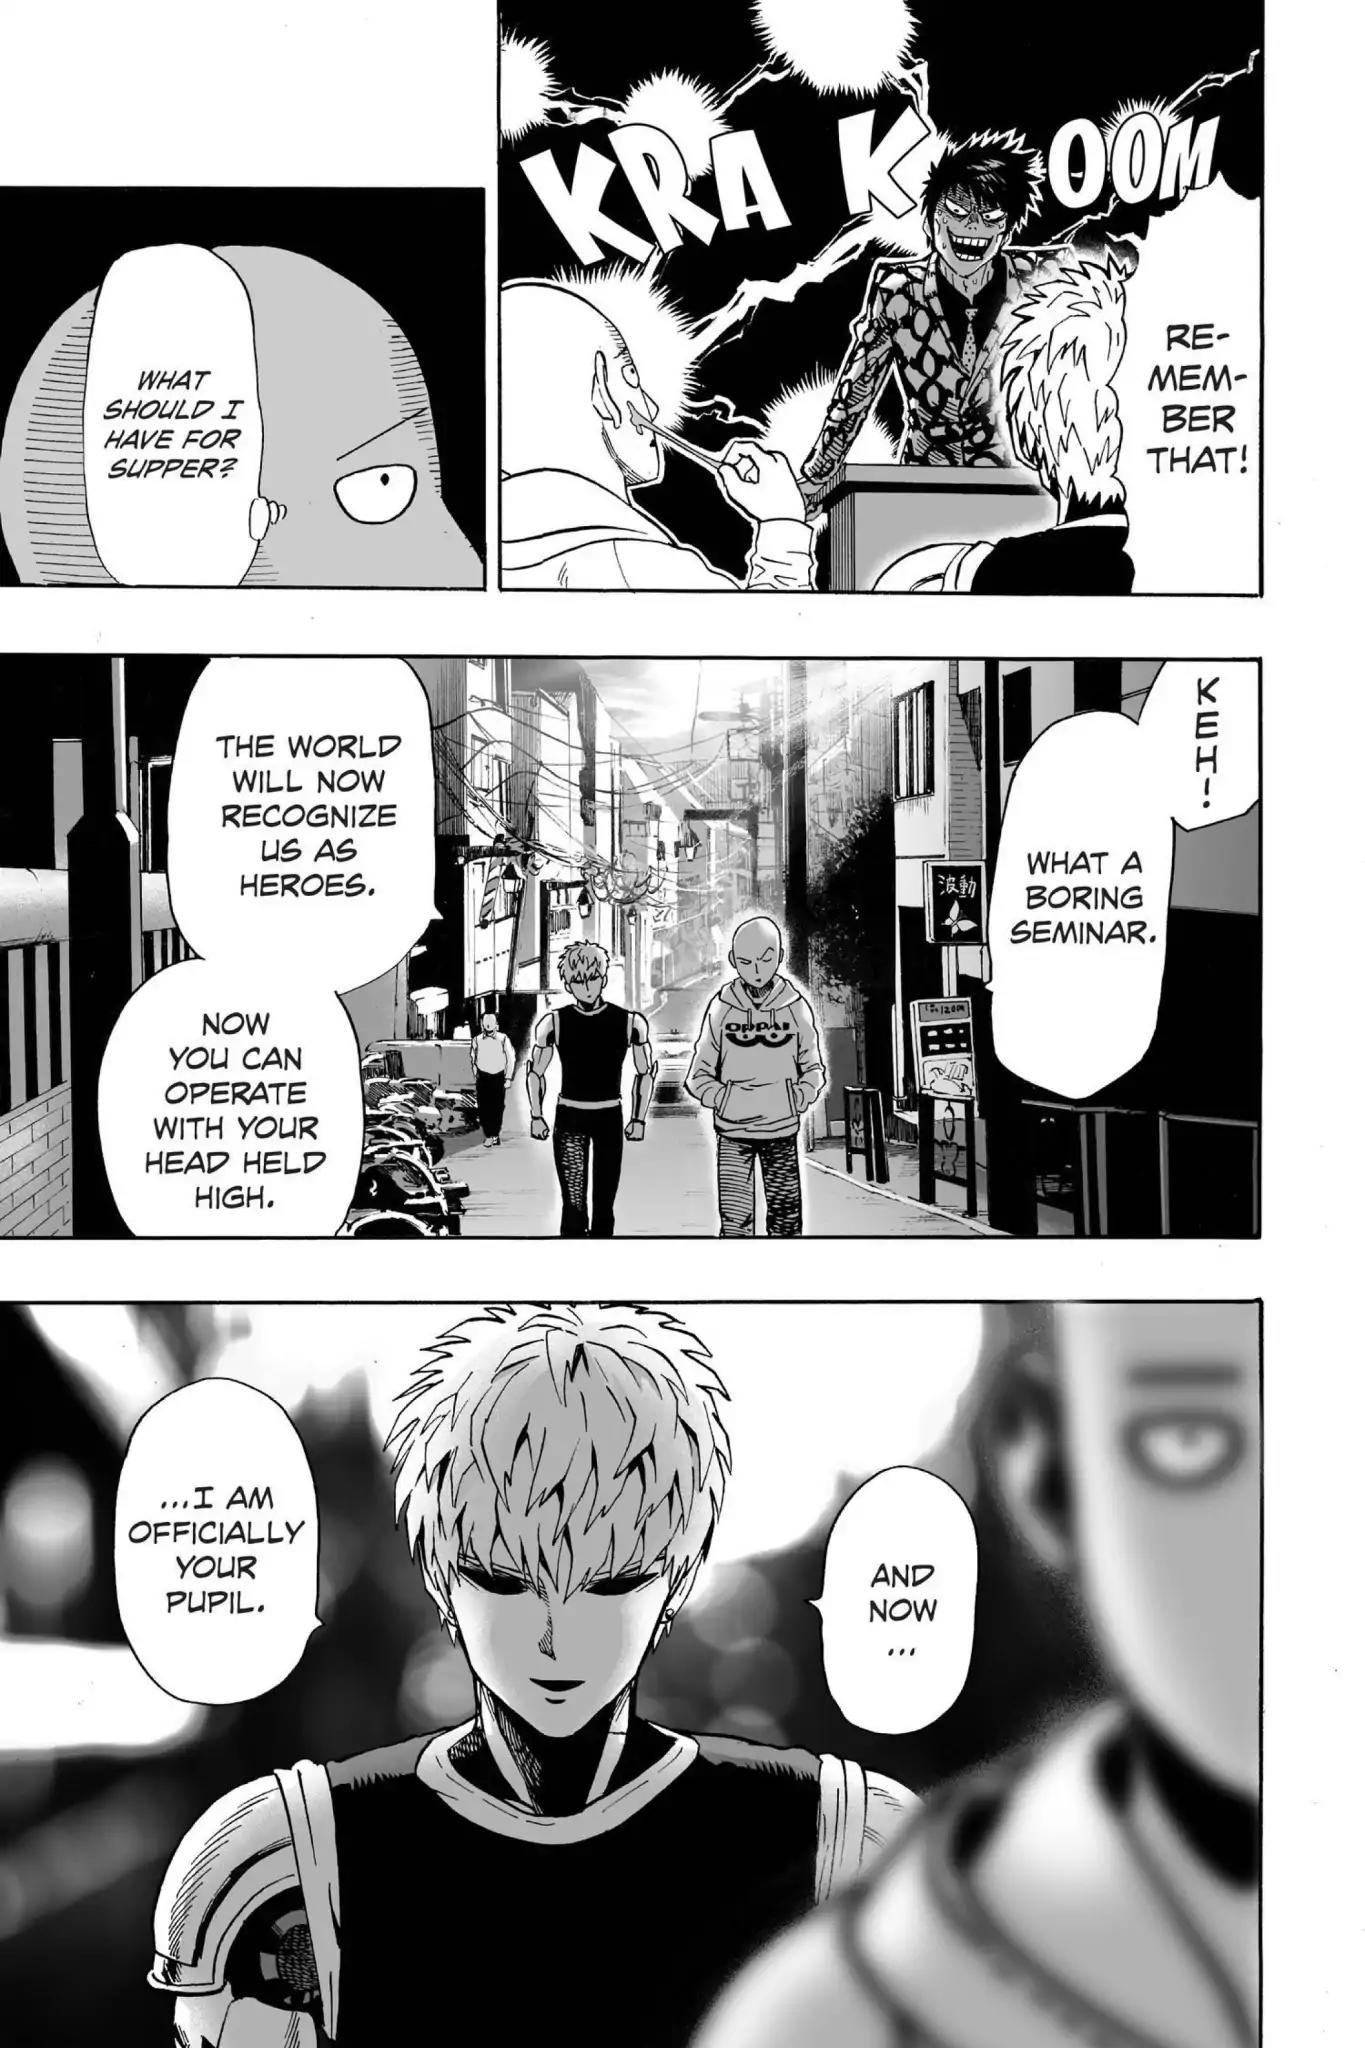 KRA KOOM
RE-
MEM-
BER
THAT!
WHAT
SHOULD I
HAVE FOR
SUPPER?
KEH!
WHAT A
BORING
SEMINAR.
THE WORLD
WILL NOW
RECOGNIZE
US AS
HEROES.
NOW
YOU CAN
OPERATE
WITH YOUR
HEAD HELD
HIGH.
波動
OPPAI
AND
NOW
...
...I AM
OFFICIALLY
YOUR
PUPIL.